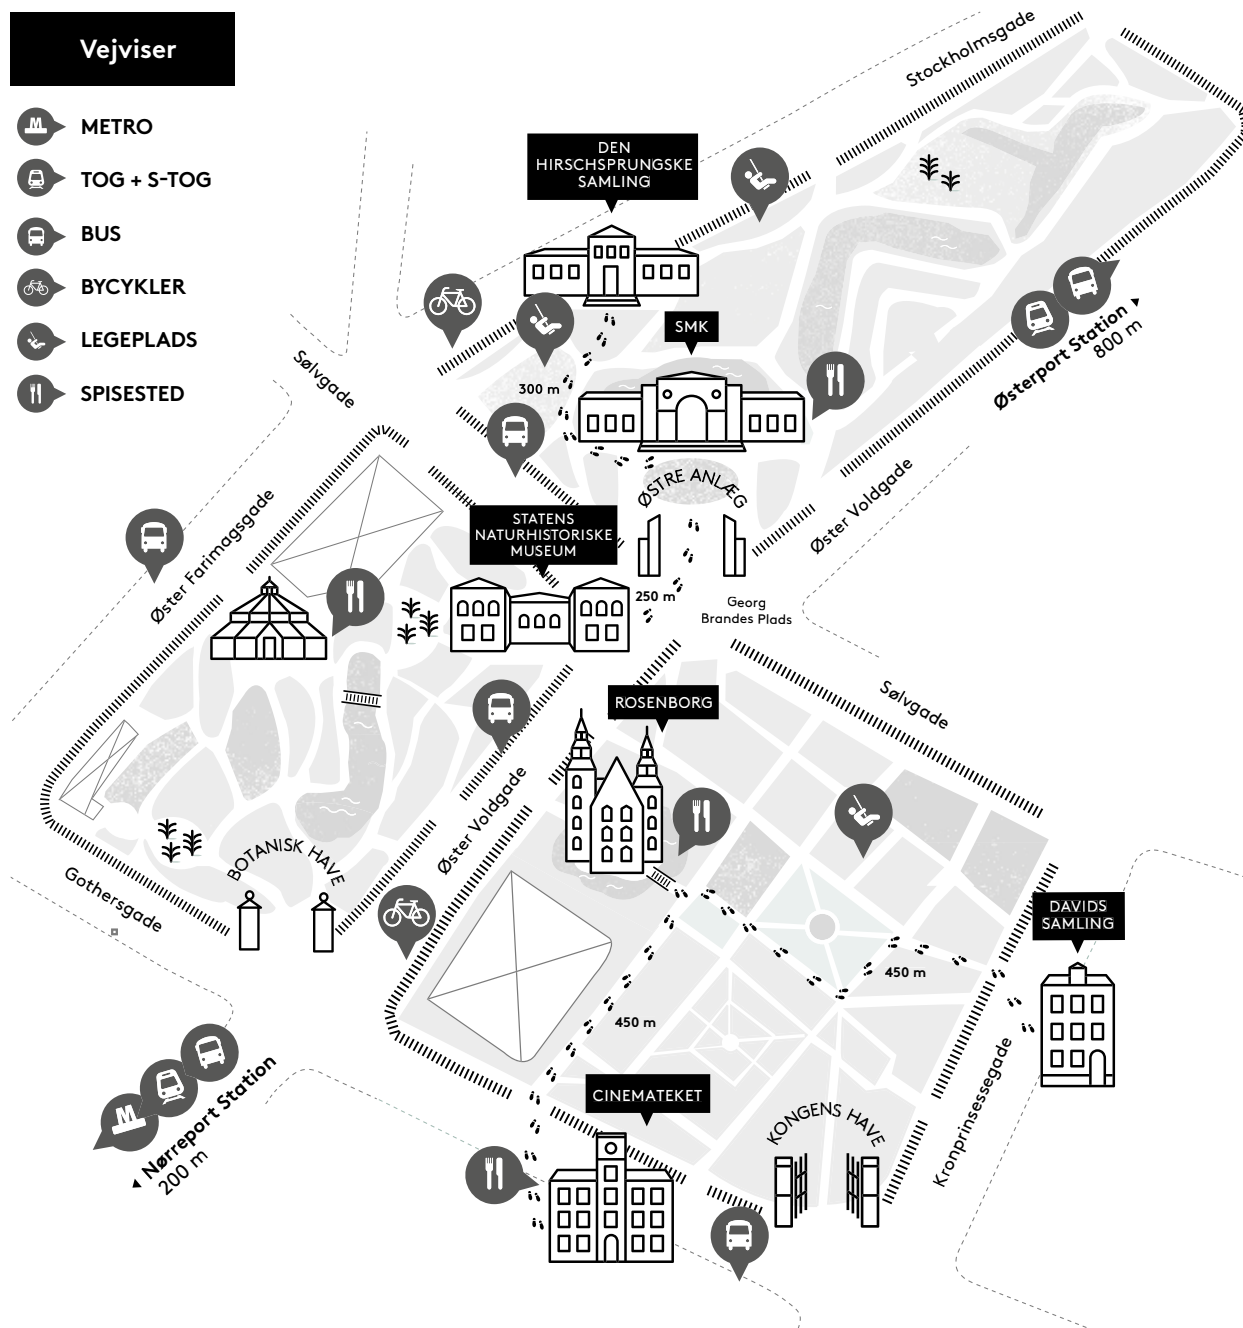 Vejviser
METRO
TOG + S-TOG
BUS
BYCYKLER
LEGEPLADS
SPISESTED
Stockholmsgade
DEN
HIRSCHSPRUNGSKE
SAMLING
SMK
300 m
Østerport Station
800 m
Sølvgade
Øster Farimagsgade
ØSTRE ANLÆG
Øster Voldgade
STATENS
NATURHISTORISKE
MUSEUM
250 m
Georg
Brandes Plads
Sølvgade
ROSENBORG
Øster Voldgade
BOTANISK HAVE
Gothersgade
DAVIDS
SAMLING
450 m
450 m
Nørreport Station
200 m
CINEMATEKET
KONGENS HAVE
Kronprinsessegade
M
M